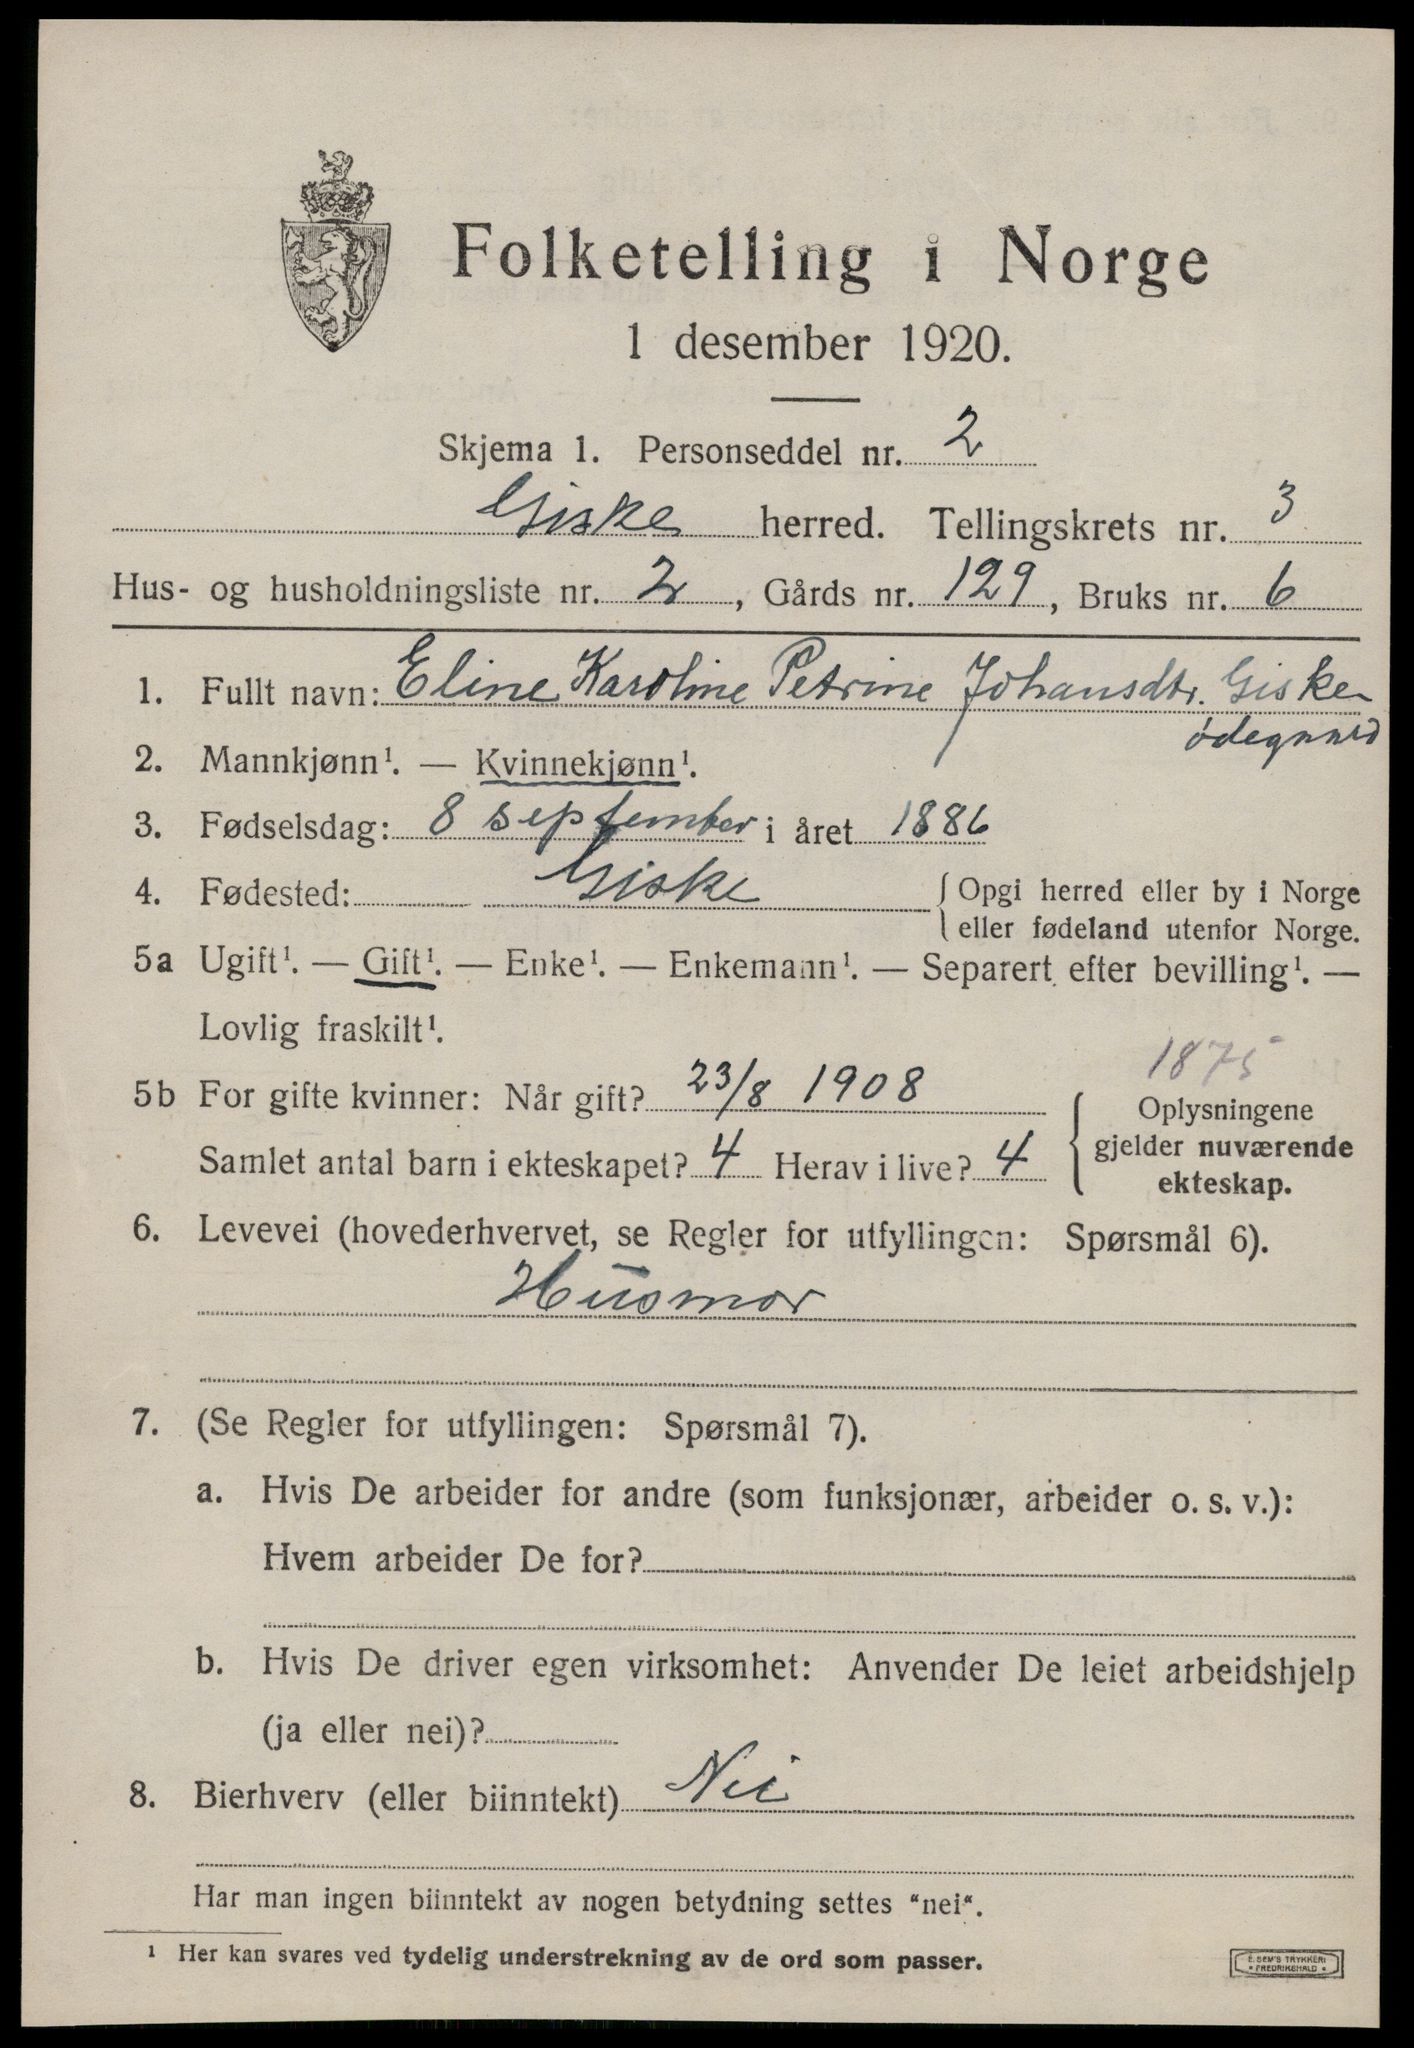 Folketelling i Norge
1 desember 1920.
Skjema 1. Personseddel nr. 2
Giske herred. Tellingskrets nr. 3
Hus- og husholdningsliste nr. 2, Gårds nr. 129, Bruks nr. 6
1. Fullt navn: Eline Karoline Petrine Johansdtr. Giske
ødegaard
2. Mannkjønn¹. — Kvinnekjønn¹.
3. Fødselsdag: 8 september i året 1886
4. Fødested: Giske { Opgi herred eller by i Norge
eller fødeland utenfor Norge.
5a Ugift¹. — Gift¹. — Enke¹. — Enkemann¹. — Separert efter bevilling¹. —
Lovlig fraskilt¹.
1875
5b For gifte kvinner: Når gift? 23/8 1908
Samlet antal barn i ekteskapet? 4 Herav i live? 4
{ Oplysningene
gjelder nuværende
ekteskap.
6. Levevei (hovederhvervet, se Regler for utfyllingen: Spørsmål 6).
Husmor
7. (Se Regler for utfyllingen: Spørsmål 7).
a. Hvis De arbeider for andre (som funksjonær, arbeider o. s. v.):
Hvem arbeider De for?
b. Hvis De driver egen virksomhet: Anvender De leiet arbeidshjelp
(ja eller nei)?
8. Bierhverv (eller biinntekt) Nei
Har man ingen biinntekt av nogen betydning settes "nei".
¹ Her kan svares ved tydelig understrekning av de ord som passer.
E. SEM'S TRYKKERI
• FREDRIKSHALD •